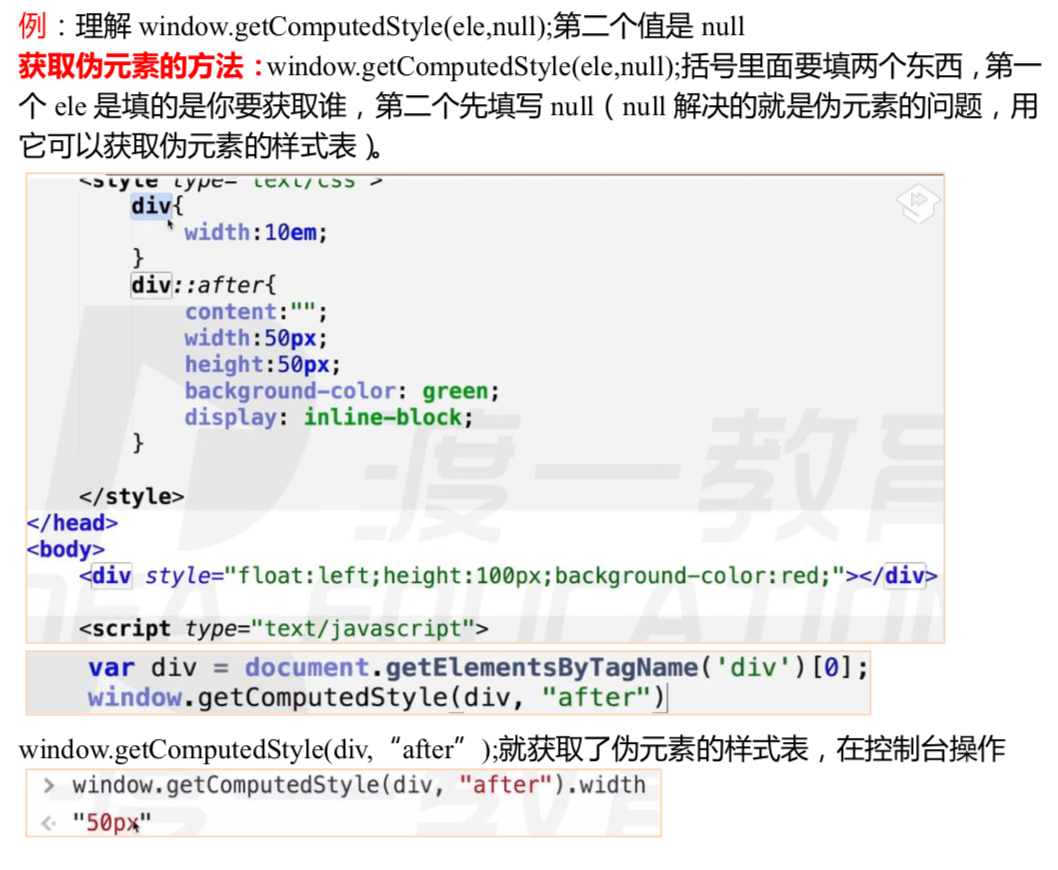 例：理解 window.getComputedStyle(ele,null);第二个值是 null
获取伪元素的方法：window.getComputedStyle(ele,null);括号里面要填两个东西，第一
个 ele 是填的是你要获取谁，第二个先填写 null（null 解决的就是伪元素的问题，用
它可以获取伪元素的样式表）。
<style type="text/css">
div{
width:10em;
}
div::after{
content:"";
width:50px;
height:50px;
background-color: green;
display: inline-block;
}
</style>
</head>
<body>
<div style="float:left;height:100px;background-color:red;"></div>
<script type="text/javascript">
var div = document.getElementsByTagName('div')[0];
window.getComputedStyle(div, "after")
window.getComputedStyle(div,“after”);就获取了伪元素的样式表，在控制台操作
> window.getComputedStyle(div, "after").width
"50px"
渡一教育
EDUCATION